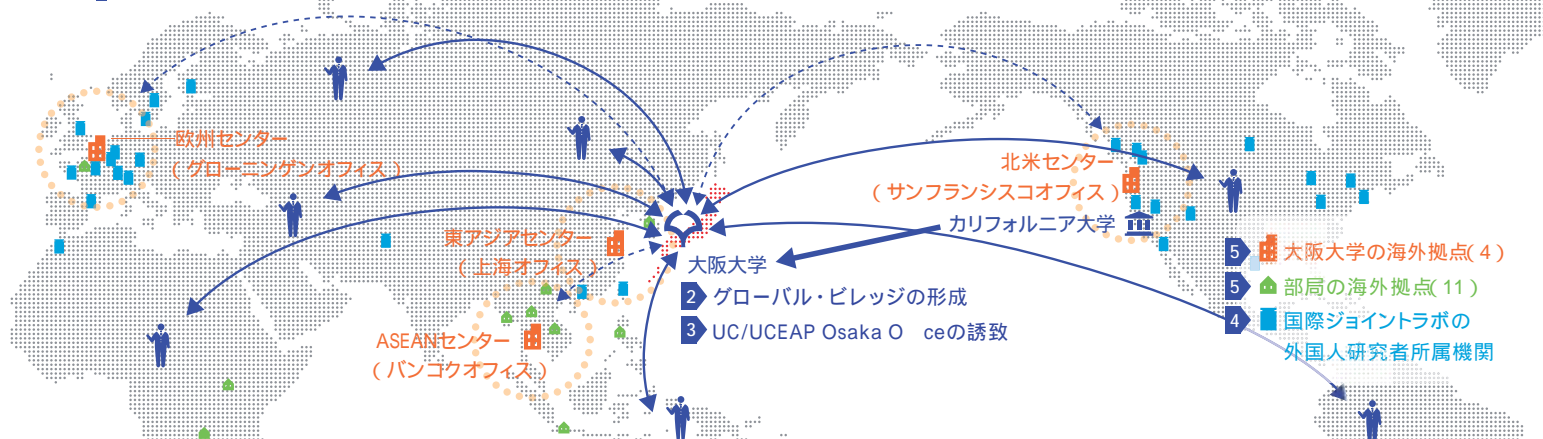 欧州センター
(グローニンゲンオフィス)
東アジアセンター
(上海オフィス)
ASEANセンター
(バンコクオフィス)
大阪大学
2 グローバル・ビレッジの形成
3 UC/UCEAP Osaka O ceの誘致
北米センター
(サンフランシスコオフィス)
カリフォルニア大学
5 大阪大学の海外拠点(4)
5 部局の海外拠点(11)
4 国際ジョイントラボの
外国人研究者所属機関